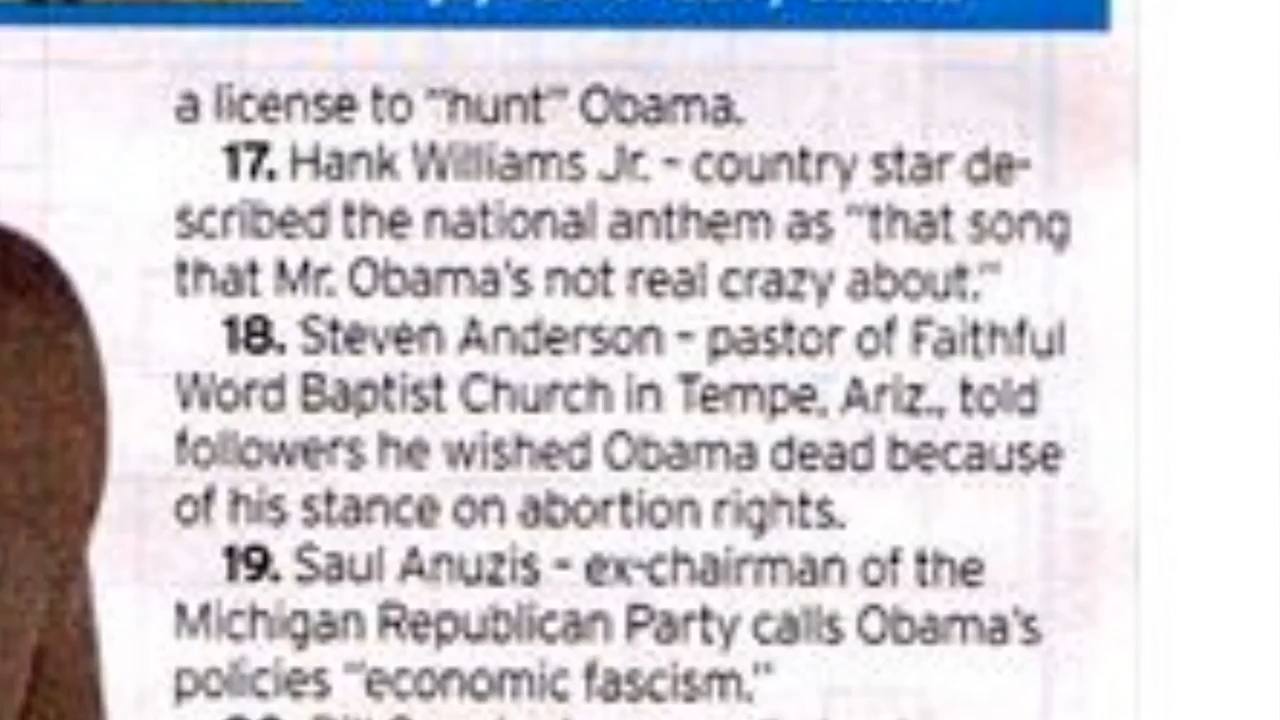 a license to "hunt" Obama.
17. Hank Williams Jr. - country star de-
scribed the national anthem as "that song
that Mr. Obama's not real crazy about."
18. Steven Anderson - pastor of Faithful
Word Baptist Church in Tempe, Ariz., told
followers he wished Obama dead because
of his stance on abortion rights.
19. Saul Anuzis - ex-chairman of the
Michigan Republican Party calls Obama's
policies "economic fascism."